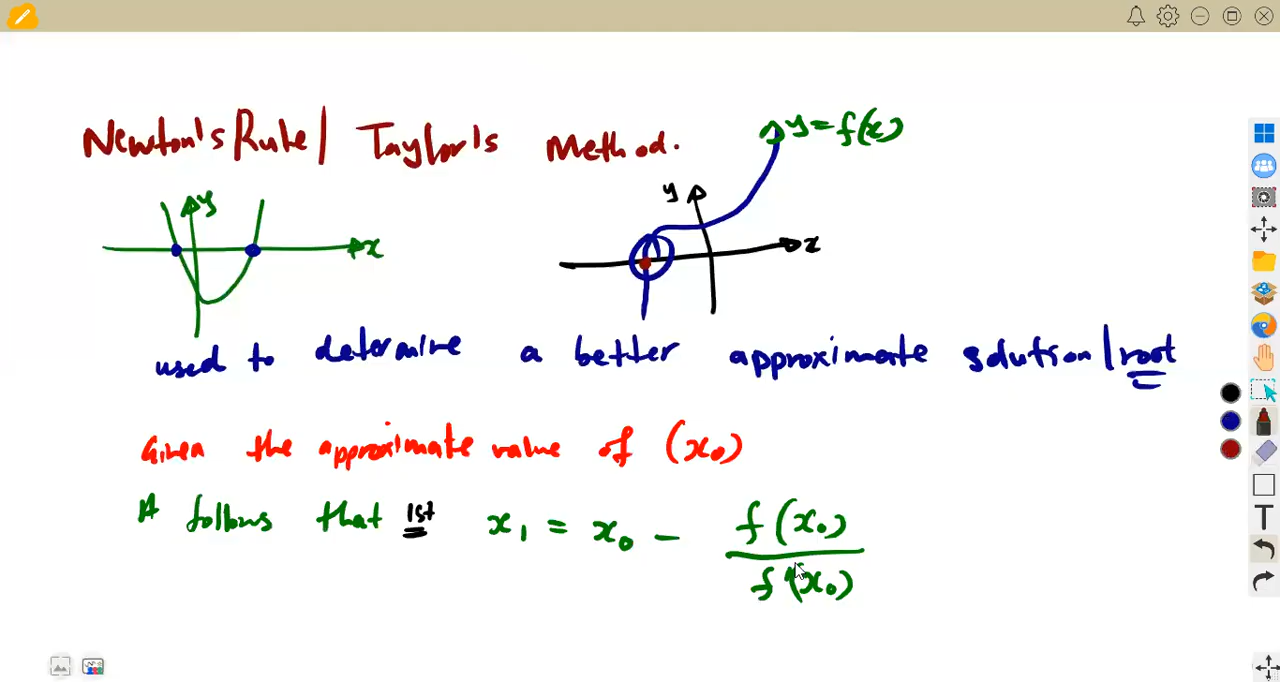 Newton's Rule/ Taylor's Method.
y=f(x)
y
x
y
x
used to determine a better approximate solution/root
Given the approximate value of (x₀)
It follows that 1st x₁ = x₀ - f(x₀)
f'(x₀)
T